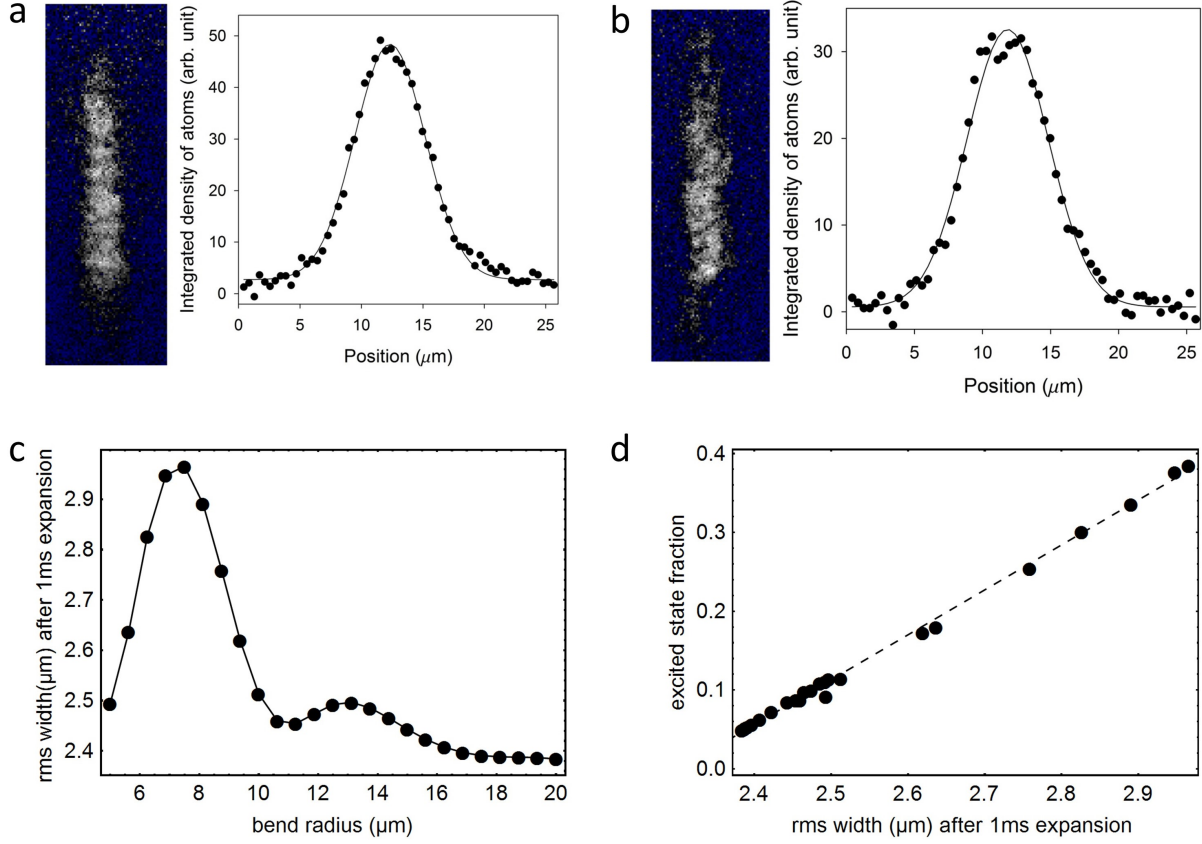 a
Integrated density of atoms (arb. unit)
50
40
30
20
10
0
0 5 10 15 20 25
Position (μm)
b
Integrated density of atoms (arb. unit)
30
20
10
0
0 5 10 15 20 25
Position (μm)
c
rms width(μm) after 1ms expansion
2.9
2.8
2.7
2.6
2.5
2.4
6 8 10 12 14 16 18 20
bend radius (μm)
d
excited state fraction
0.4
0.3
0.2
0.1
0.0
2.4 2.5 2.6 2.7 2.8 2.9
rms width (μm) after 1ms expansion